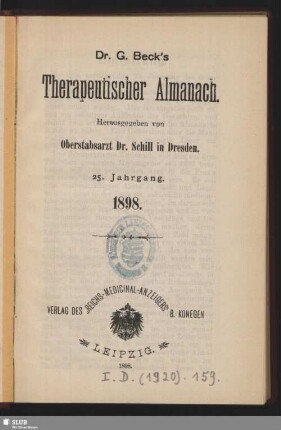 Dr. G. Beck's
Therapeutischer Almanach.
Herausgegeben von
Oberstabsarzt Dr. Schill in Dresden.
25. Jahrgang.
1898.
VERLAG DES „REICHS-MEDICINAL-ANZEIGERS“ B. KONEGEN
LEIPZIG.
1898.
I. D. (1920). 159.
SLUB